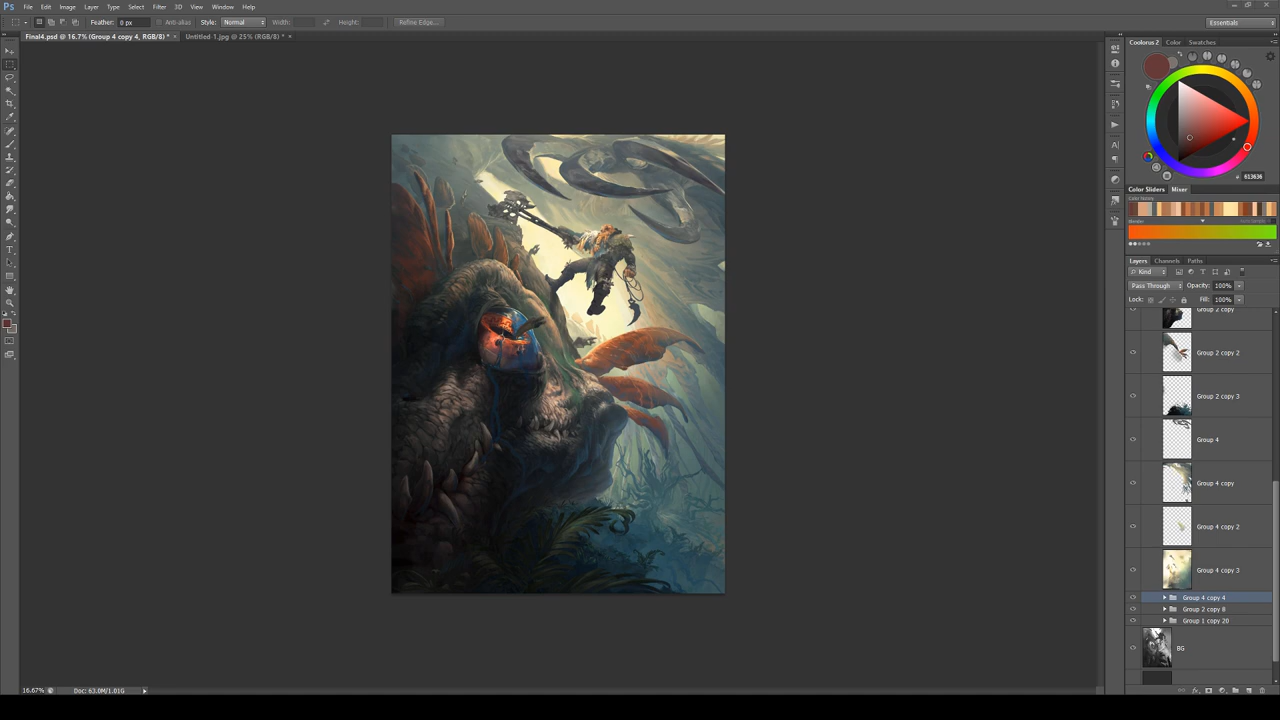 Ps File Edit Image Layer Type Select Filter 3D View Window Help
Feather: 0 px Anti-alias Style: Normal Width: Height: Refine Edge... Essentials
Final4.psd @ 16.7% (Group 4 copy 4, RGB/8) * × Untitled-1.jpg @ 25% (RGB/8) * ×
Coolorus 2 Color Swatches
613636
Color Sliders Mixer
Color history
Blender
Layers Channels Paths
Kind
Pass Through Opacity: 100%
Lock: Fill: 100%
Group 2 copy
Group 2 copy 2
Group 2 copy 3
Group 4
Group 4 copy
Group 4 copy 2
Group 4 copy 3
Group 4 copy 4
Group 2 copy 8
Group 1 copy 20
BG
16.67% Doc: 63.0M/1.01G